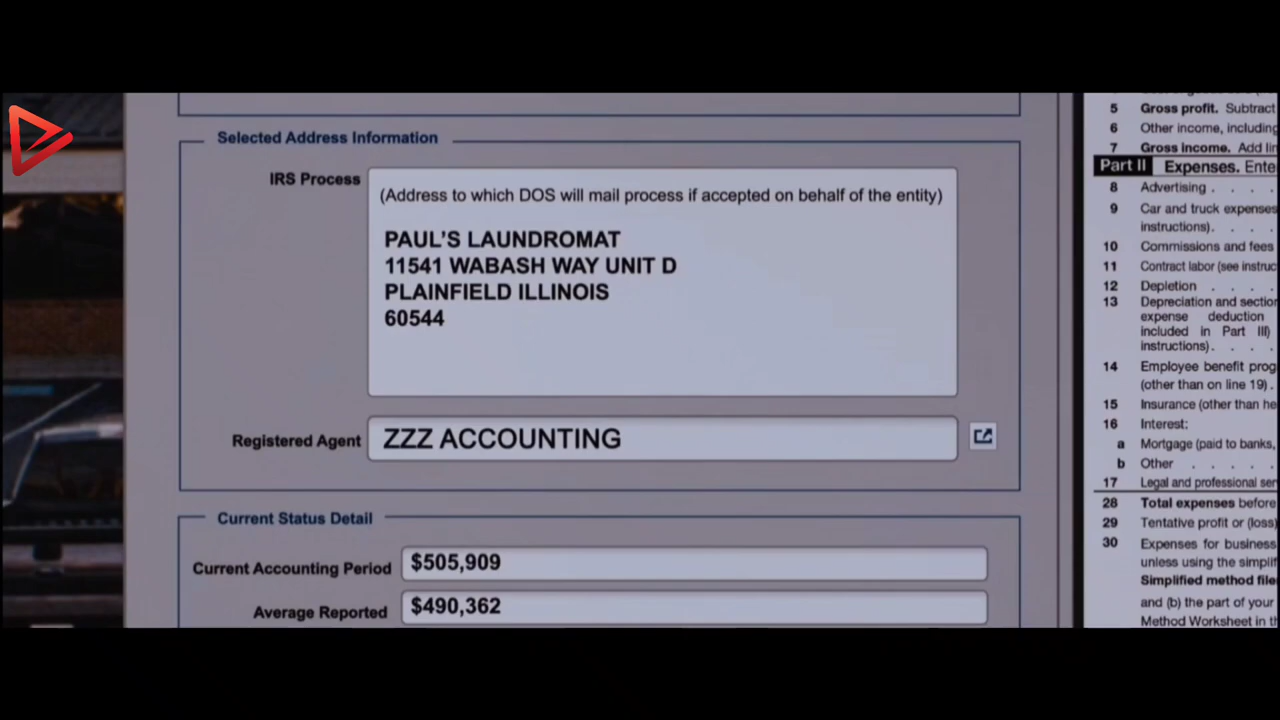 Selected Address Information
IRS Process
(Address to which DOS will mail process if accepted on behalf of the entity)
PAUL'S LAUNDROMAT
11541 WABASH WAY UNIT D
PLAINFIELD ILLINOIS
60544
Registered Agent
ZZZ ACCOUNTING
Current Status Detail
Current Accounting Period
$505,909
Average Reported
$490,362
5 Gross profit. Subtract
6 Other income, including
7 Gross income. Add
Part II Expenses.
8 Advertising . . . .
9 Car and truck expenses
instructions). . . .
10 Commissions and fees
11 Contract labor (see
12 Depletion . . . .
13 Depreciation and
expense deduction
included in Part III)
instructions). . . .
14 Employee benefit
(other than on line 19) .
15 Insurance (other than
16 Interest:
a Mortgage (paid to banks,
b Other . . . . .
17 Legal and professional
28 Total expenses before
29 Tentative profit or (loss)
30 Expenses for business
unless using the
Simplified method
and (b) the part of your
Method Worksheet in